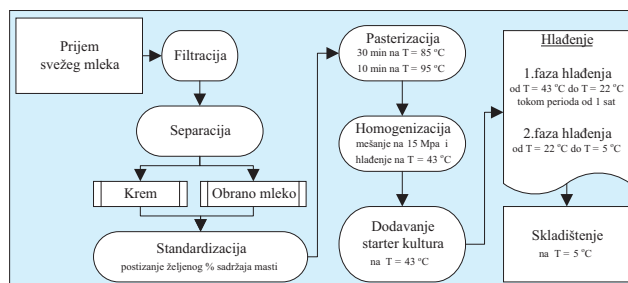 Prijem
svežeg mleka
Filtracija
Separacija
Krem
Obrano mleko
Standardizacija
postizanje željenog % sadržaja masti
Pasterizacija
30 min na T = 85 °C
10 min na T = 95 °C
Homogenizacija
mešanje na 15 Mpa i
hlađenje na T = 43 °C
Dodavanje
starter kultura
na T = 43 °C
Hlađenje
1.faza hlađenja
od T = 43 °C do T = 22 °C
tokom perioda od 1 sat
2.faza hlađenja
od T = 22 °C do T = 5 °C
Skladištenje
na T = 5 °C